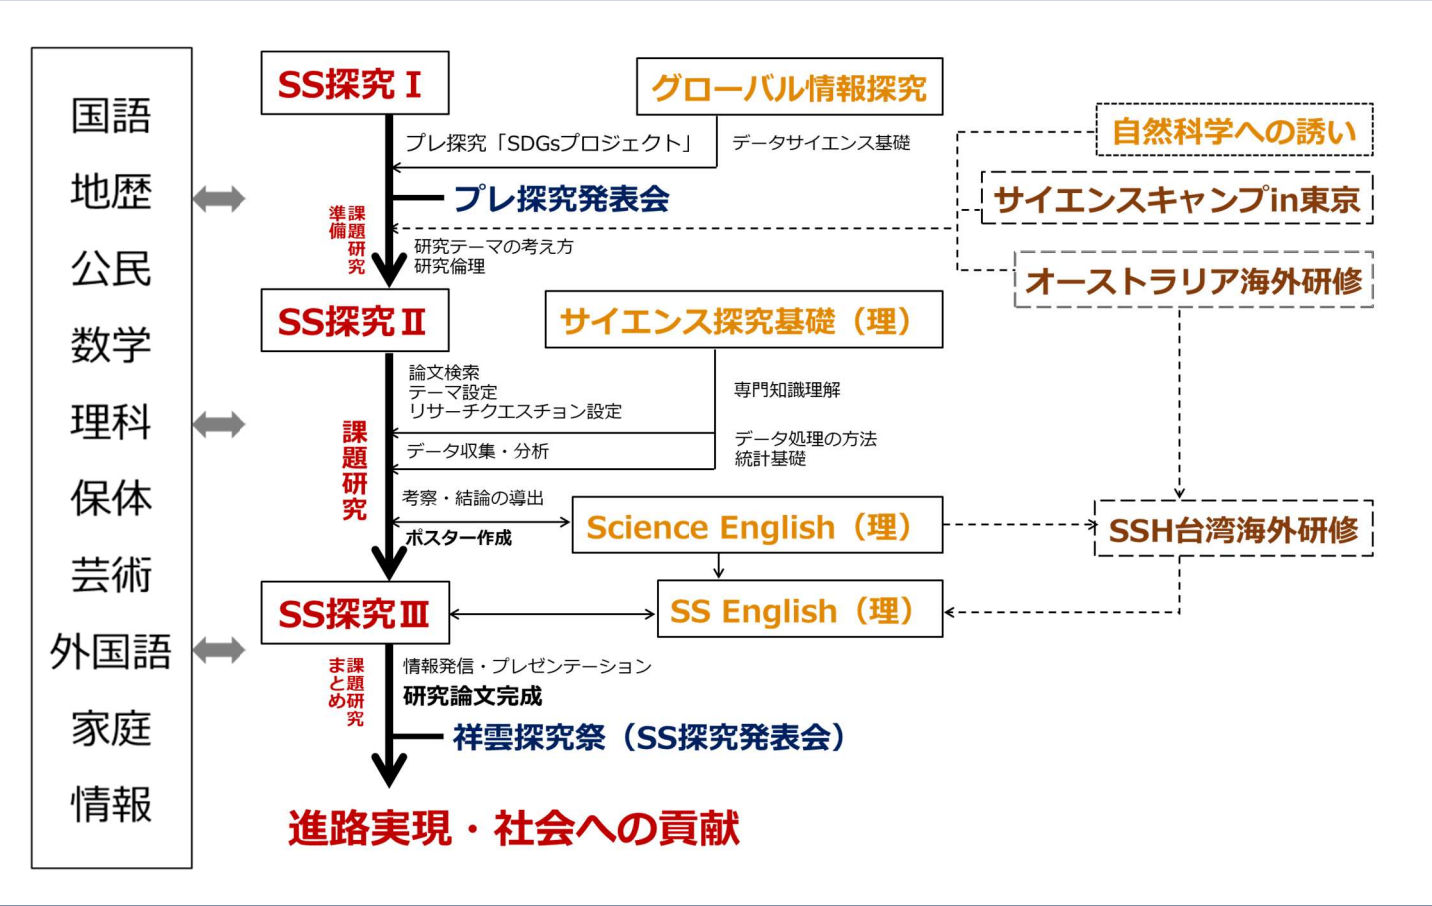 国語
地歴
公民
数学
理科
保体
芸術
外国語
家庭
情報
SS探究Ⅰ
グローバル情報探究
プレ探究「SDGsプロジェクト」
データサイエンス基礎
自然科学への誘い
プレ探究発表会
サイエンスキャンプin東京
課題研究
準備
研究テーマの考え方
研究倫理
オーストラリア海外研修
SS探究Ⅱ
サイエンス探究基礎（理）
論文検索
テーマ設定
リサーチクエスチョン設定
専門知識理解
課題研究
データ収集・分析
データ処理の方法
統計基礎
考察・結論の導出
ポスター作成
Science English（理）
SSH台湾海外研修
SS探究Ⅲ
SS English（理）
課題研究
まとめ
情報発信・プレゼンテーション
研究論文完成
祥雲探究祭（SS探究発表会）
進路実現・社会への貢献